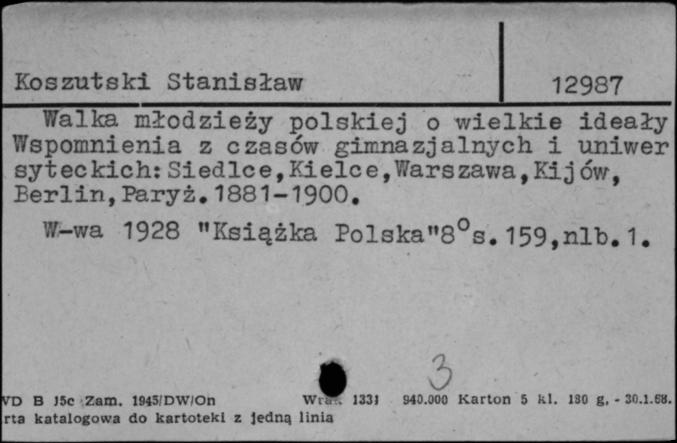 Koszutski Stanisław 12987
Walka młodzieży polskiej o wielkie ideały
Wspomnienia z czasów gimnazjalnych i uniwer
syteckich: Siedlce, Kielce, Warszawa, Kijów,
Berlin, Paryż. 1881-1900.
W-wa 1928 "Książka Polska" 8° s. 159, nlb. 1.
3
VD B 15c Zam. 1945/DW/On 1331 940.000 Karton 5 kl. 180 g. - 30.1.68.
rta katalogowa do kartoteki z jedną linia